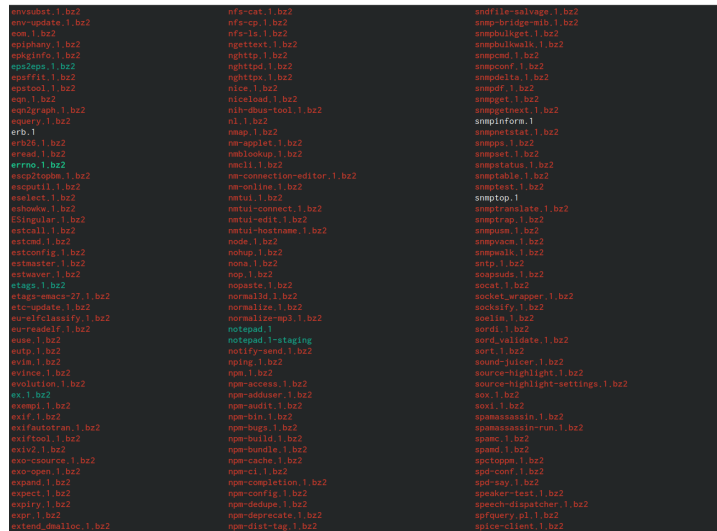 envsubst.1.bz2
env-update.1.bz2
eom.1.bz2
epiphany.1.bz2
epkginfo.1.bz2
eps2eps.1.bz2
epsffit.1.bz2
epstool.1.bz2
eqn.1.bz2
eqn2graph.1.bz2
equery.1.bz2
erb.1
erb26.1.bz2
eread.1.bz2
errno.1.bz2
escp2topbm.1.bz2
escputil.1.bz2
eselect.1.bz2
eshowkw.1.bz2
ESingular.1.bz2
estcall.1.bz2
estcmd.1.bz2
estconfig.1.bz2
estmaster.1.bz2
estwaver.1.bz2
etags.1.bz2
etags-emacs-27.1.bz2
etc-update.1.bz2
eu-elfclassify.1.bz2
eu-readelf.1.bz2
euse.1.bz2
eutp.1.bz2
evim.1.bz2
evince.1.bz2
evolution.1.bz2
ex.1.bz2
exempi.1.bz2
exif.1.bz2
exifautotran.1.bz2
exiftool.1.bz2
exiv2.1.bz2
exo-csource.1.bz2
exo-open.1.bz2
expand.1.bz2
expect.1.bz2
expiry.1.bz2
expr.1.bz2
extend_dmalloc.1.bz2
nfs-cat.1.bz2
nfs-cp.1.bz2
nfs-ls.1.bz2
ngettext.1.bz2
nghttp.1.bz2
nghttpd.1.bz2
nghttpx.1.bz2
nice.1.bz2
niceload.1.bz2
nih-dbus-tool.1.bz2
nl.1.bz2
nmap.1.bz2
nm-applet.1.bz2
nmblookup.1.bz2
nmcli.1.bz2
nm-connection-editor.1.bz2
nm-online.1.bz2
nmtui.1.bz2
nmtui-connect.1.bz2
nmtui-edit.1.bz2
nmtui-hostname.1.bz2
node.1.bz2
nohup.1.bz2
nona.1.bz2
nop.1.bz2
nopaste.1.bz2
normal3d.1.bz2
normalize.1.bz2
normalize-mp3.1.bz2
notepad.1
notepad.1-staging
notify-send.1.bz2
nping.1.bz2
npm.1.bz2
npm-access.1.bz2
npm-adduser.1.bz2
npm-audit.1.bz2
npm-bin.1.bz2
npm-bugs.1.bz2
npm-build.1.bz2
npm-bundle.1.bz2
npm-cache.1.bz2
npm-ci.1.bz2
npm-completion.1.bz2
npm-config.1.bz2
npm-dedupe.1.bz2
npm-deprecate.1.bz2
npm-dist-tag.1.bz2
sndfile-salvage.1.bz2
snmp-bridge-mib.1.bz2
snmpbulkget.1.bz2
snmpbulkwalk.1.bz2
snmpcmd.1.bz2
snmpconf.1.bz2
snmpdelta.1.bz2
snmpdf.1.bz2
snmpget.1.bz2
snmpgetnext.1.bz2
snmpinform.1
snmpnetstat.1.bz2
snmpps.1.bz2
snmpset.1.bz2
snmpstatus.1.bz2
snmptable.1.bz2
snmptest.1.bz2
snmptop.1
snmptranslate.1.bz2
snmptrap.1.bz2
snmpusm.1.bz2
snmpvacm.1.bz2
snmpwalk.1.bz2
sntp.1.bz2
soapsuds.1.bz2
socat.1.bz2
socket_wrapper.1.bz2
socksify.1.bz2
soelim.1.bz2
sordi.1.bz2
sord_validate.1.bz2
sort.1.bz2
sound-juicer.1.bz2
source-highlight.1.bz2
source-highlight-settings.1.bz2
sox.1.bz2
soxi.1.bz2
spamassassin.1.bz2
spamassassin-run.1.bz2
spamc.1.bz2
spamd.1.bz2
spctoppm.1.bz2
spd-conf.1.bz2
spd-say.1.bz2
speaker-test.1.bz2
speech-dispatcher.1.bz2
spfquery.pl.1.bz2
spice-client.1.bz2